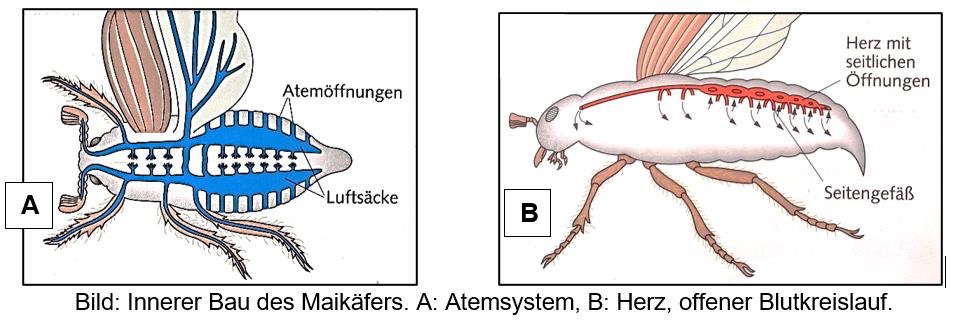 Atemöffnungen
Luftsäcke
A
Herz mit
seitlichen
Öffnungen
Seitengefäß
B
Bild: Innerer Bau des Maikäfers. A: Atemsystem, B: Herz, offener Blutkreislauf.